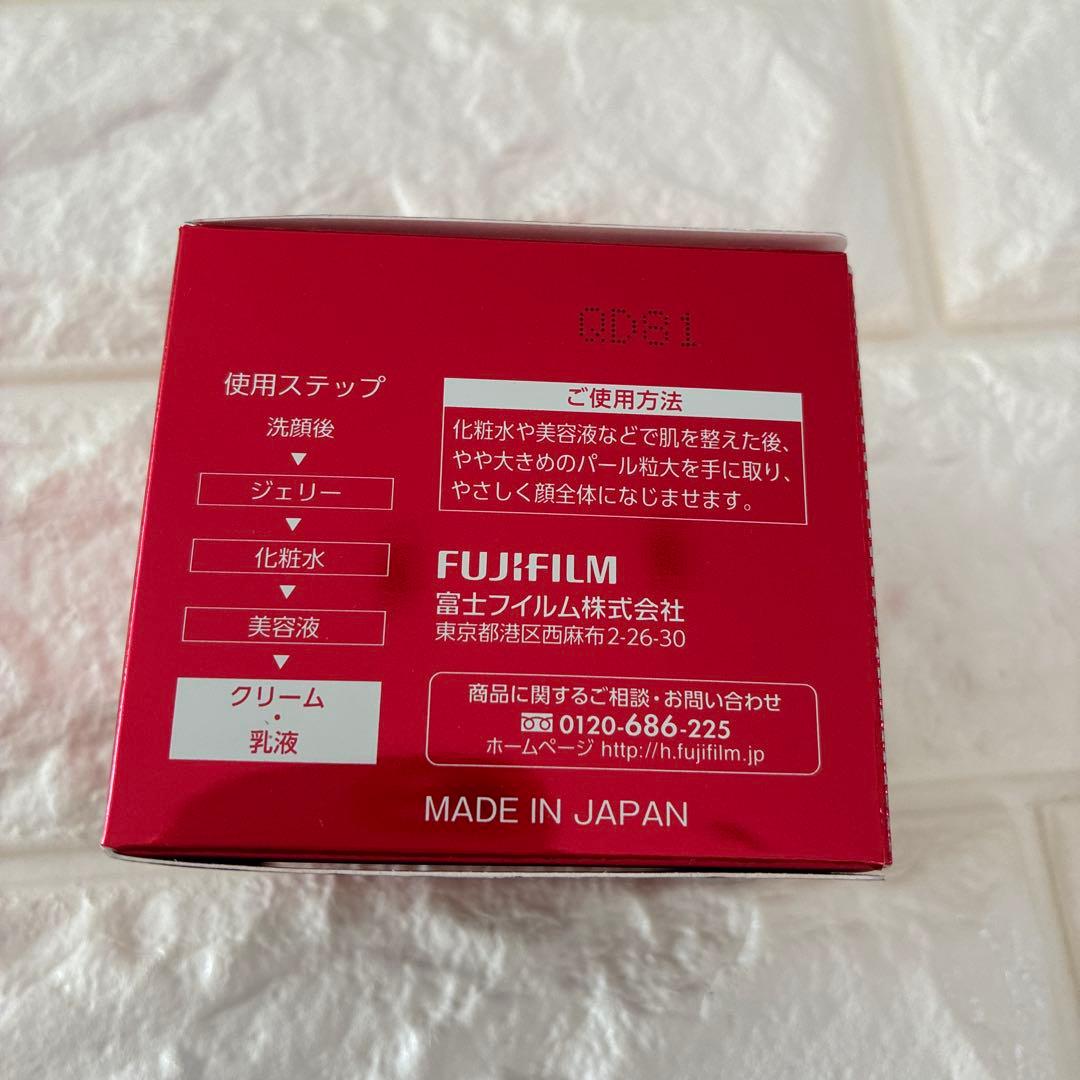 QD81
使用ステップ
洗顔後
▼
ジェリー
▼
化粧水
▼
美容液
▼
クリーム
・
乳液
ご使用方法
化粧水や美容液などで肌を整えた後、
やや大きめのパール粒大を手に取り、
やさしく顔全体になじませます。
FUJIFILM
富士フイルム株式会社
東京都港区西麻布2-26-30
商品に関するご相談・お問い合わせ
0120-686-225
ホームページ http://h.fujifilm.jp
MADE IN JAPAN